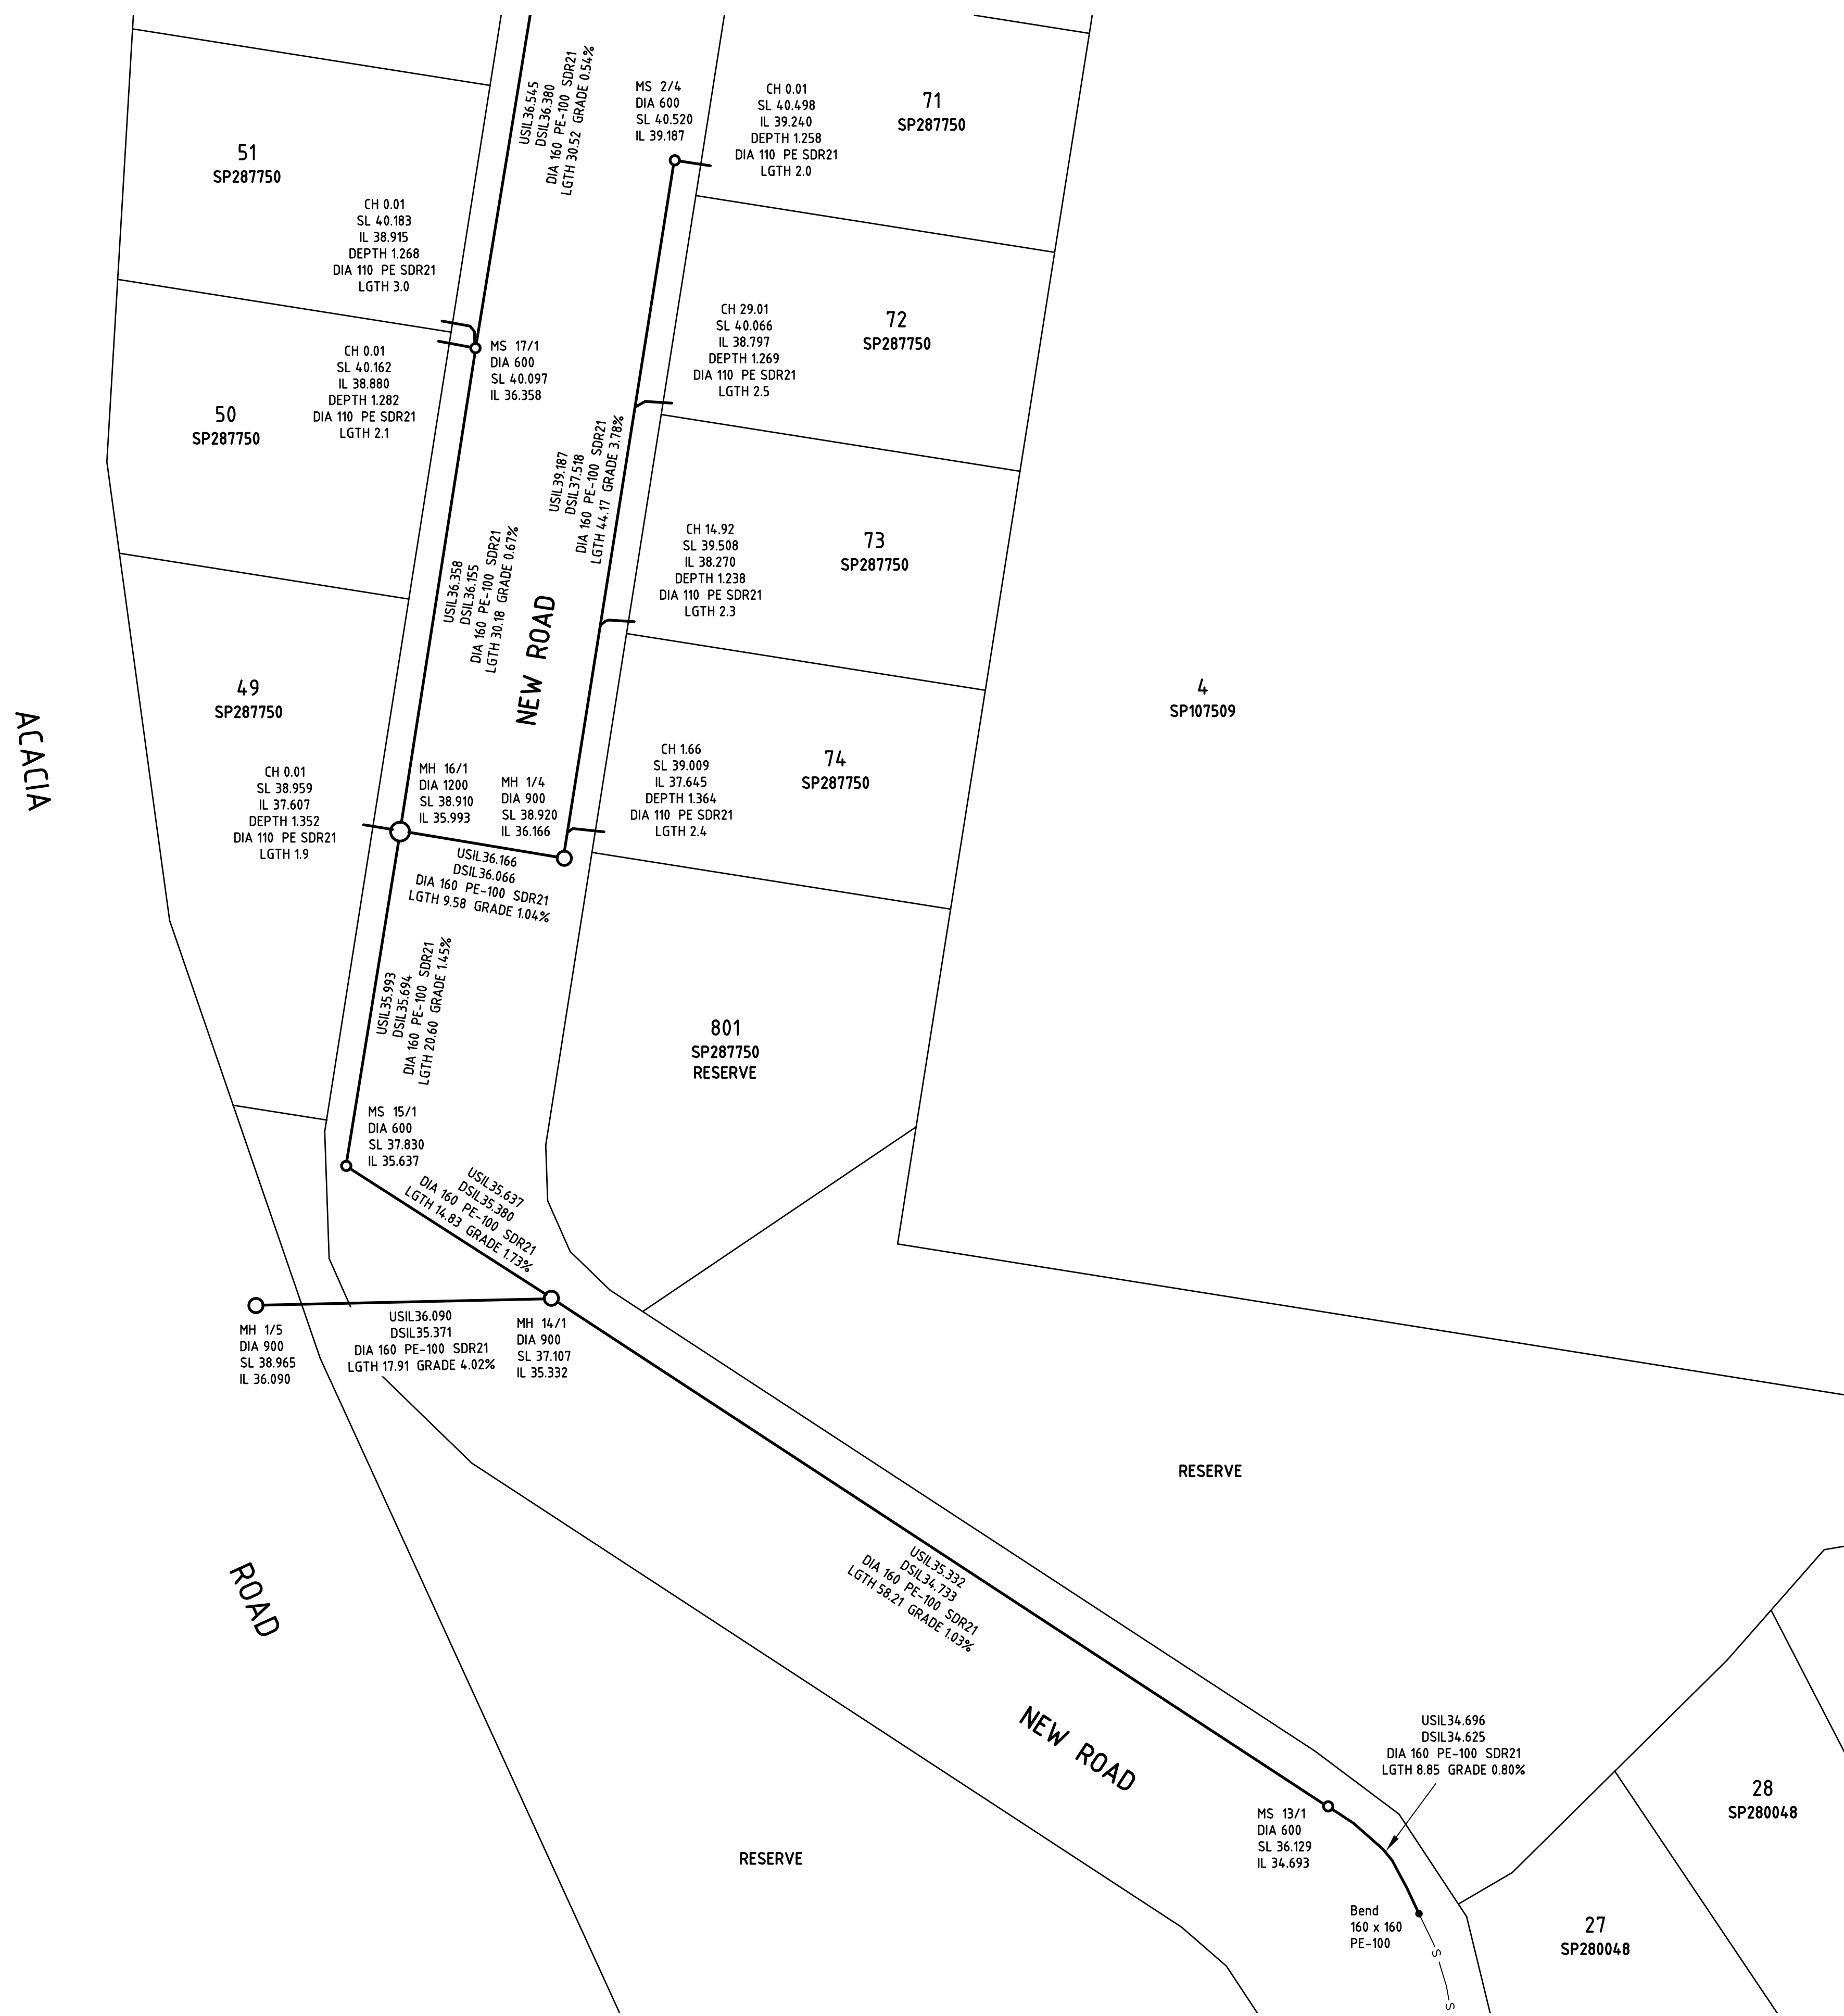 USIL36.545
DSIL36.380
DIA 160 PE-100 SDR21
LGTH 30.52 GRADE 0.54%
MS 2/4
DIA 600
SL 40.520
IL 39.187
CH 0.01
SL 40.498
IL 39.240
DEPTH 1.258
DIA 110 PE SDR21
LGTH 2.0
71
SP287750
51
SP287750
CH 0.01
SL 40.183
IL 38.915
DEPTH 1.268
DIA 110 PE SDR21
LGTH 3.0
CH 29.01
SL 40.066
IL 38.797
DEPTH 1.269
DIA 110 PE SDR21
LGTH 2.5
72
SP287750
CH 0.01
SL 40.162
IL 38.880
DEPTH 1.282
DIA 110 PE SDR21
LGTH 2.1
MS 17/1
DIA 600
SL 40.097
IL 36.358
50
SP287750
USIL39.187
DSIL37.518
DIA 160 PE-100 SDR21
LGTH 44.17 GRADE 3.78%
USIL36.358
DSIL36.155
DIA 160 PE-100 SDR21
LGTH 30.18 GRADE 0.67%
NEW ROAD
CH 14.92
SL 39.508
IL 38.270
DEPTH 1.238
DIA 110 PE SDR21
LGTH 2.3
73
SP287750
49
SP287750
4
SP107509
ACACIA
CH 0.01
SL 38.959
IL 37.607
DEPTH 1.352
DIA 110 PE SDR21
LGTH 1.9
MH 16/1
DIA 1200
SL 38.910
IL 35.993
MH 1/4
DIA 900
SL 38.920
IL 36.166
CH 1.66
SL 39.009
IL 37.645
DEPTH 1.364
DIA 110 PE SDR21
LGTH 2.4
74
SP287750
USIL36.166
DSIL36.066
DIA 160 PE-100 SDR21
LGTH 9.58 GRADE 1.04%
USIL35.993
DSIL35.694
DIA 160 PE-100 SDR21
LGTH 20.60 GRADE 1.45%
801
SP287750
RESERVE
MS 15/1
DIA 600
SL 37.830
IL 35.637
USIL35.637
DSIL35.380
DIA 160 PE-100 SDR21
LGTH 14.83 GRADE 1.73%
MH 1/5
DIA 900
SL 38.965
IL 36.090
USIL36.090
DSIL35.371
DIA 160 PE-100 SDR21
LGTH 17.91 GRADE 4.02%
MH 14/1
DIA 900
SL 37.107
IL 35.332
RESERVE
USIL35.332
DSIL34.733
DIA 160 PE-100 SDR21
LGTH 58.21 GRADE 1.03%
ROAD
NEW ROAD
USIL34.696
DSIL34.625
DIA 160 PE-100 SDR21
LGTH 8.85 GRADE 0.80%
28
SP280048
MS 13/1
DIA 600
SL 36.129
IL 34.693
RESERVE
Bend
160 x 160
PE-100
27
SP280048
S
S